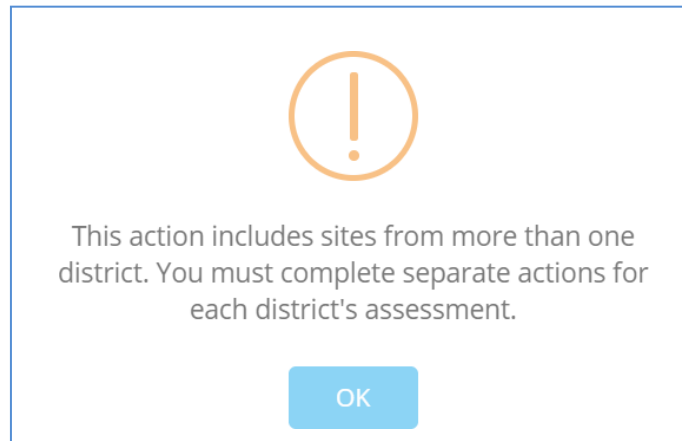 This action includes sites from more than one
district. You must complete separate actions for
each district's assessment.
OK